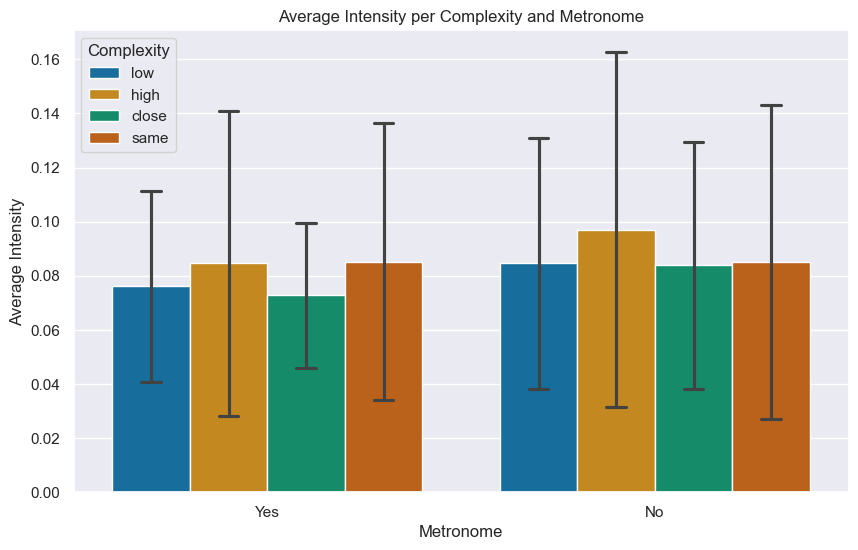 Average Intensity per Complexity and Metronome
Complexity
low
high
close
same
0.16
0.14
0.12
0.10
0.08
0.06
0.04
0.02
0.00
Average Intensity
Yes
No
Metronome